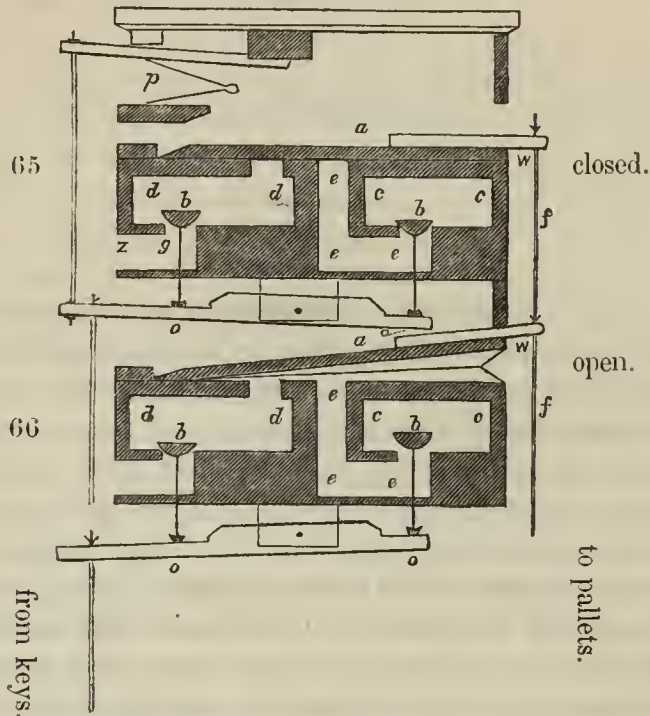 p
a
w
65
e
closed.
d b d c b c
f
z g e e
o
a
w
open.
e
f
66
d b d c b c
e e
o o
to pallets.
from keys.